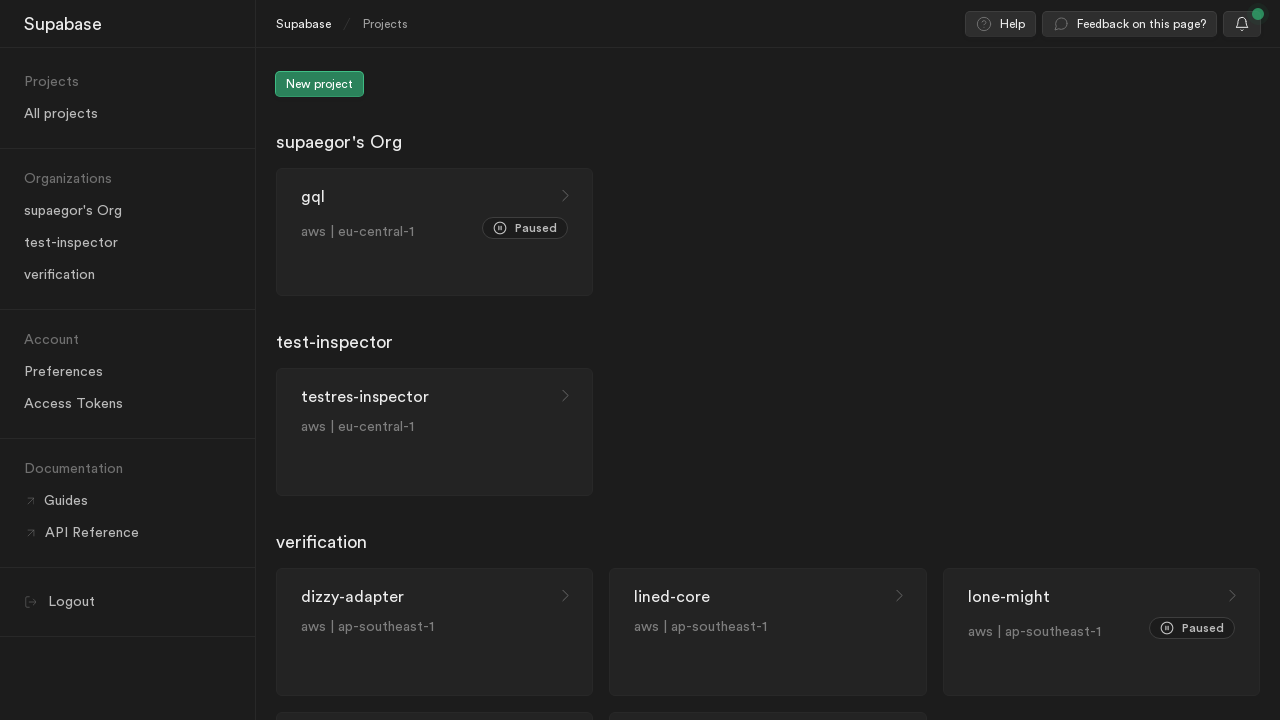 Supabase
Supabase / Projects
Help
Feedback on this page?
Projects
All projects
Organizations
supaegor's Org
test-inspector
verification
Account
Preferences
Access Tokens
Documentation
Guides
API Reference
Logout
New project
supaegor's Org
gql
aws | eu-central-1
Paused
test-inspector
testres-inspector
aws | eu-central-1
verification
dizzy-adapter
aws | ap-southeast-1
lined-core
aws | ap-southeast-1
lone-might
aws | ap-southeast-1
Paused